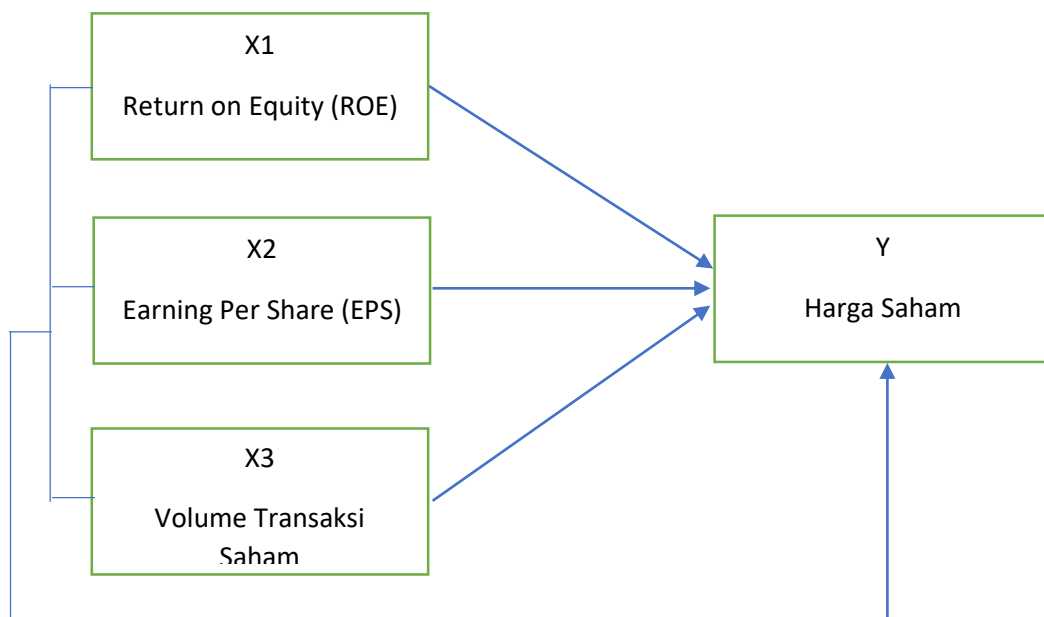 X1
Return on Equity (ROE)
X2
Earning Per Share (EPS)
Y
Harga Saham
X3
Volume Transaksi
Saham